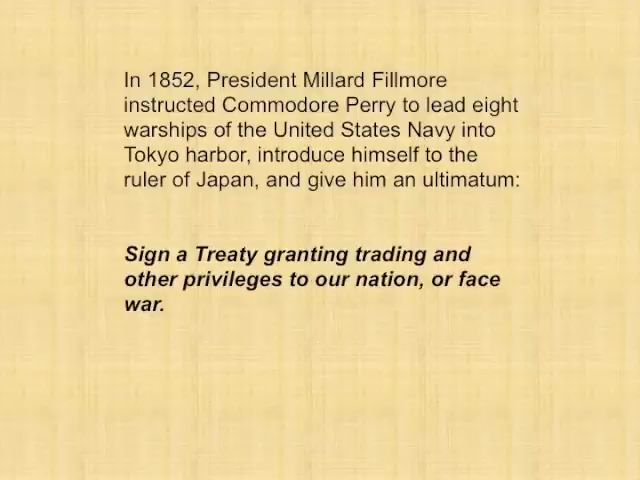 In 1852, President Millard Fillmore
instructed Commodore Perry to lead eight
warships of the United States Navy into
Tokyo harbor, introduce himself to the
ruler of Japan, and give him an ultimatum:
Sign a Treaty granting trading and
other privileges to our nation, or face
war.